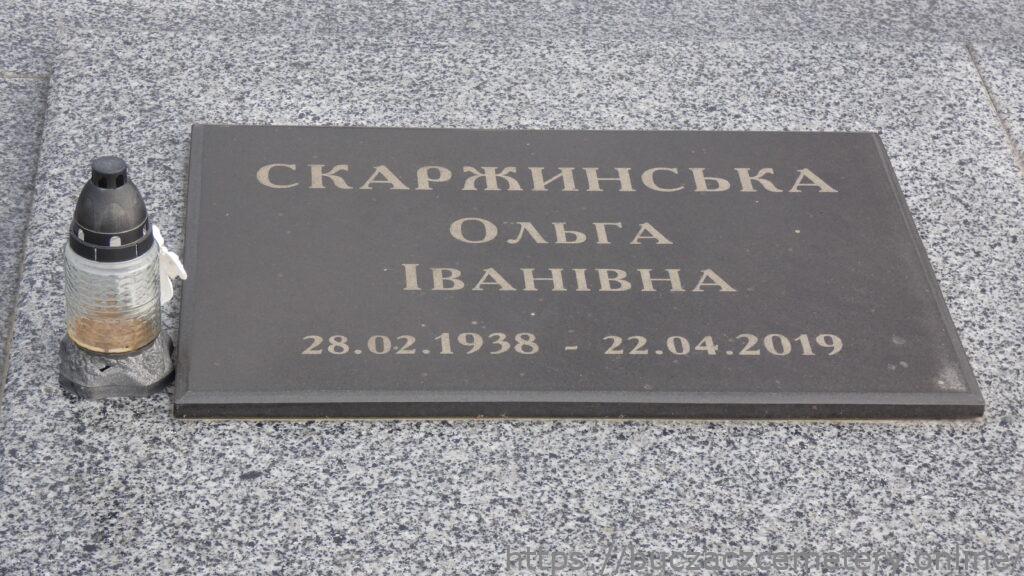 СКАРЖИНСЬКА
ОЛЬГА
ІВАНІВНА
28.02.1938 - 22.04.2019
https://buczaczcemetery.online/